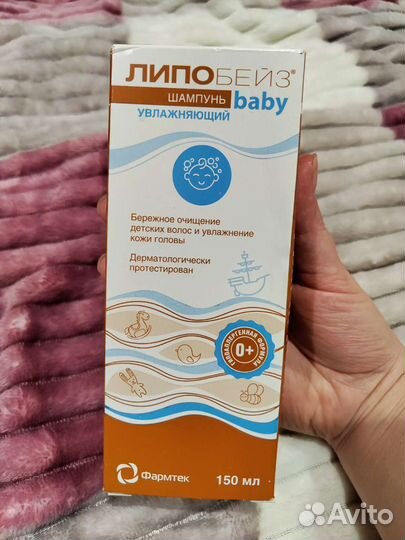 ЛИПОБЕЙЗ®
ШАМПУНЬ baby
УВЛАЖНЯЮЩИЙ
Бережное очищение
детских волос и увлажнение
кожи головы
Дерматологически
протестирован
ГИПОАЛЛЕРГЕННАЯ ФОРМУЛА
0+
Фармтек
150 мл
Avito